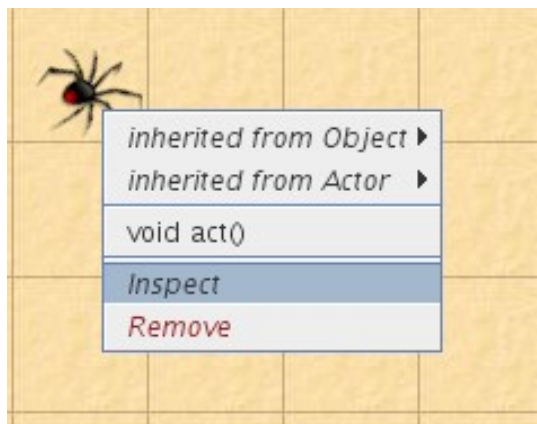 inherited from Object
inherited from Actor
void act()
Inspect
Remove